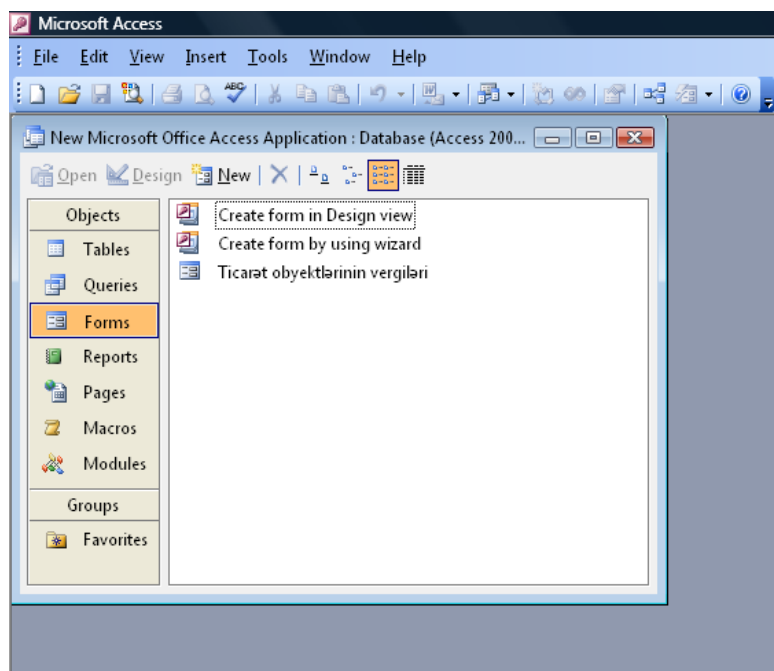 Microsoft Access
File Edit View Insert Tools Window Help
ABC
New Microsoft Office Access Application : Database (Access 200...
Open Design New
Objects
Tables
Queries
Forms
Reports
Pages
Macros
Modules
Groups
Favorites
Create form in Design view
Create form by using wizard
Ticarət obyektlərinin vergiləri